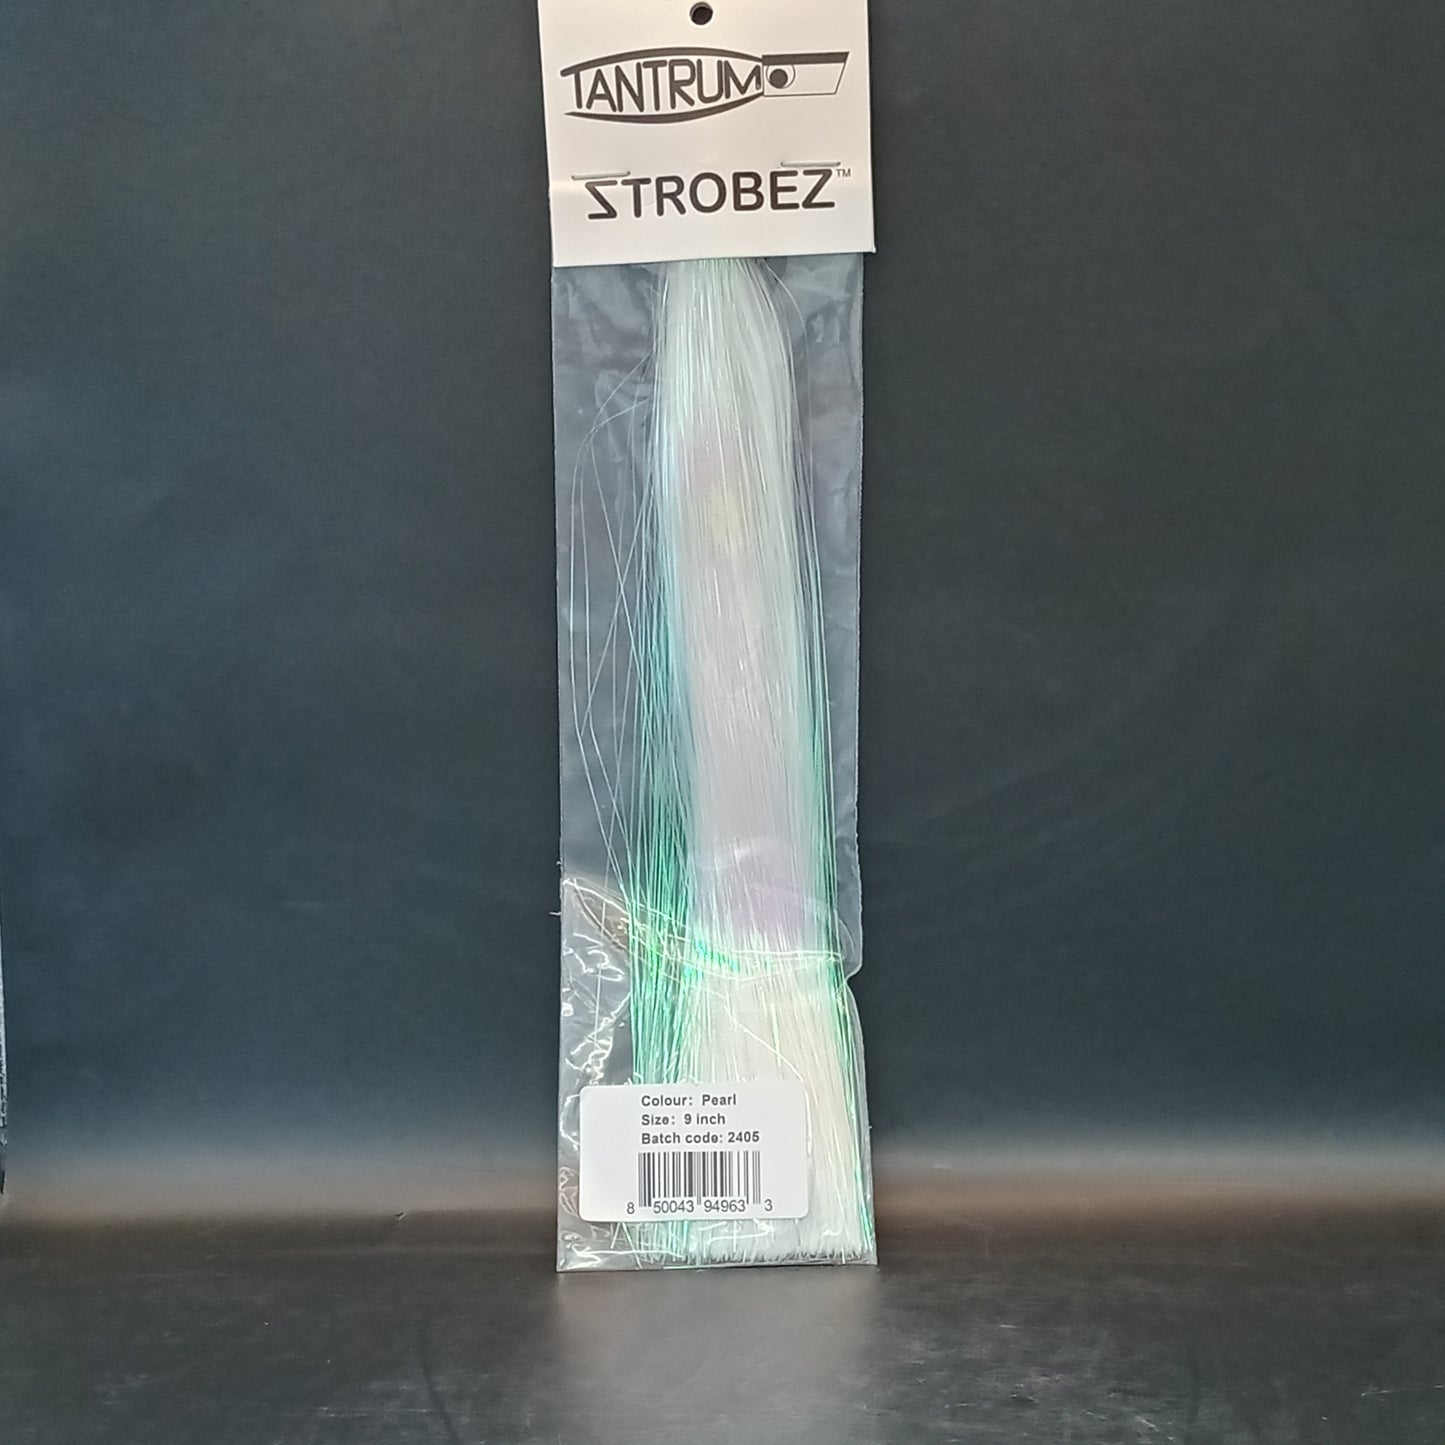 TANTRUM
STROBEZ™
Colour: Pearl
Size: 9 inch
Batch code: 2405
8 50043 94963 3